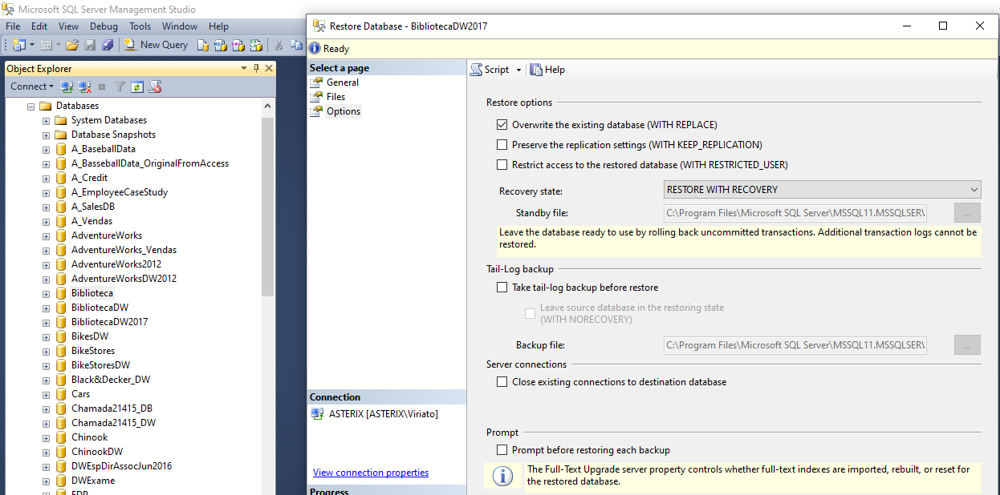 Microsoft SQL Server Management Studio
File Edit View Debug Tools Window Help
New Query
Object Explorer
Connect
Databases
System Databases
Database Snapshots
A_BaseballData
A_BasseballData_OriginalFromAccess
A_Credit
A_EmployeeCaseStudy
A_SalesDB
A_Vendas
AdventureWorks
AdventureWorks_Vendas
AdventureWorks2012
AdventureWorksDW2012
Biblioteca
BibliotecaDW
BibliotecaDW2017
BikesDW
BikeStores
BikeStoresDW
Black&Decker_DW
Cars
Chamada21415_DB
Chamada21415_DW
Chinook
ChinookDW
DWEspDirAssocJun2016
DWExame
Restore Database - BibliotecaDW2017
Ready
Select a page
General
Files
Options
Connection
ASTERIX [ASTERIX\Viriato]
View connection properties
Progress
Script Help
Restore options
Overwrite the existing database (WITH REPLACE)
Preserve the replication settings (WITH KEEP_REPLICATION)
Restrict access to the restored database (WITH RESTRICTED_USER)
Recovery state: RESTORE WITH RECOVERY
Standby file: C:\Program Files\Microsoft SQL Server\MSSQL11.MSSQLSER\ ...
Leave the database ready to use by rolling back uncommitted transactions. Additional transaction logs cannot be
restored.
Tail-Log backup
Take tail-log backup before restore
Leave source database in the restoring state
(WITH NORECOVERY)
Backup file: C:\Program Files\Microsoft SQL Server\MSSQL11.MSSQLSER\ ...
Server connections
Close existing connections to destination database
Prompt
Prompt before restoring each backup
The Full-Text Upgrade server property controls whether full-text indexes are imported, rebuilt, or reset for
the restored database.